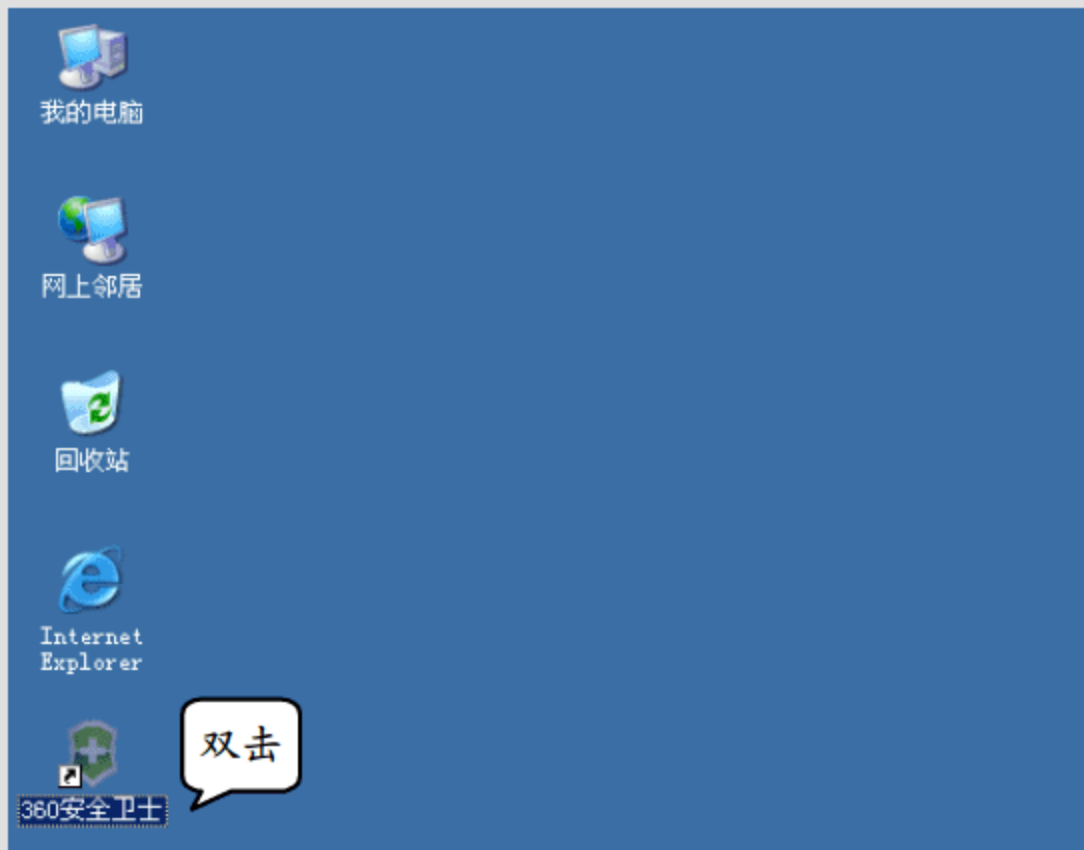 我的电脑
网上邻居
回收站
Internet
Explorer
双击
360安全卫士